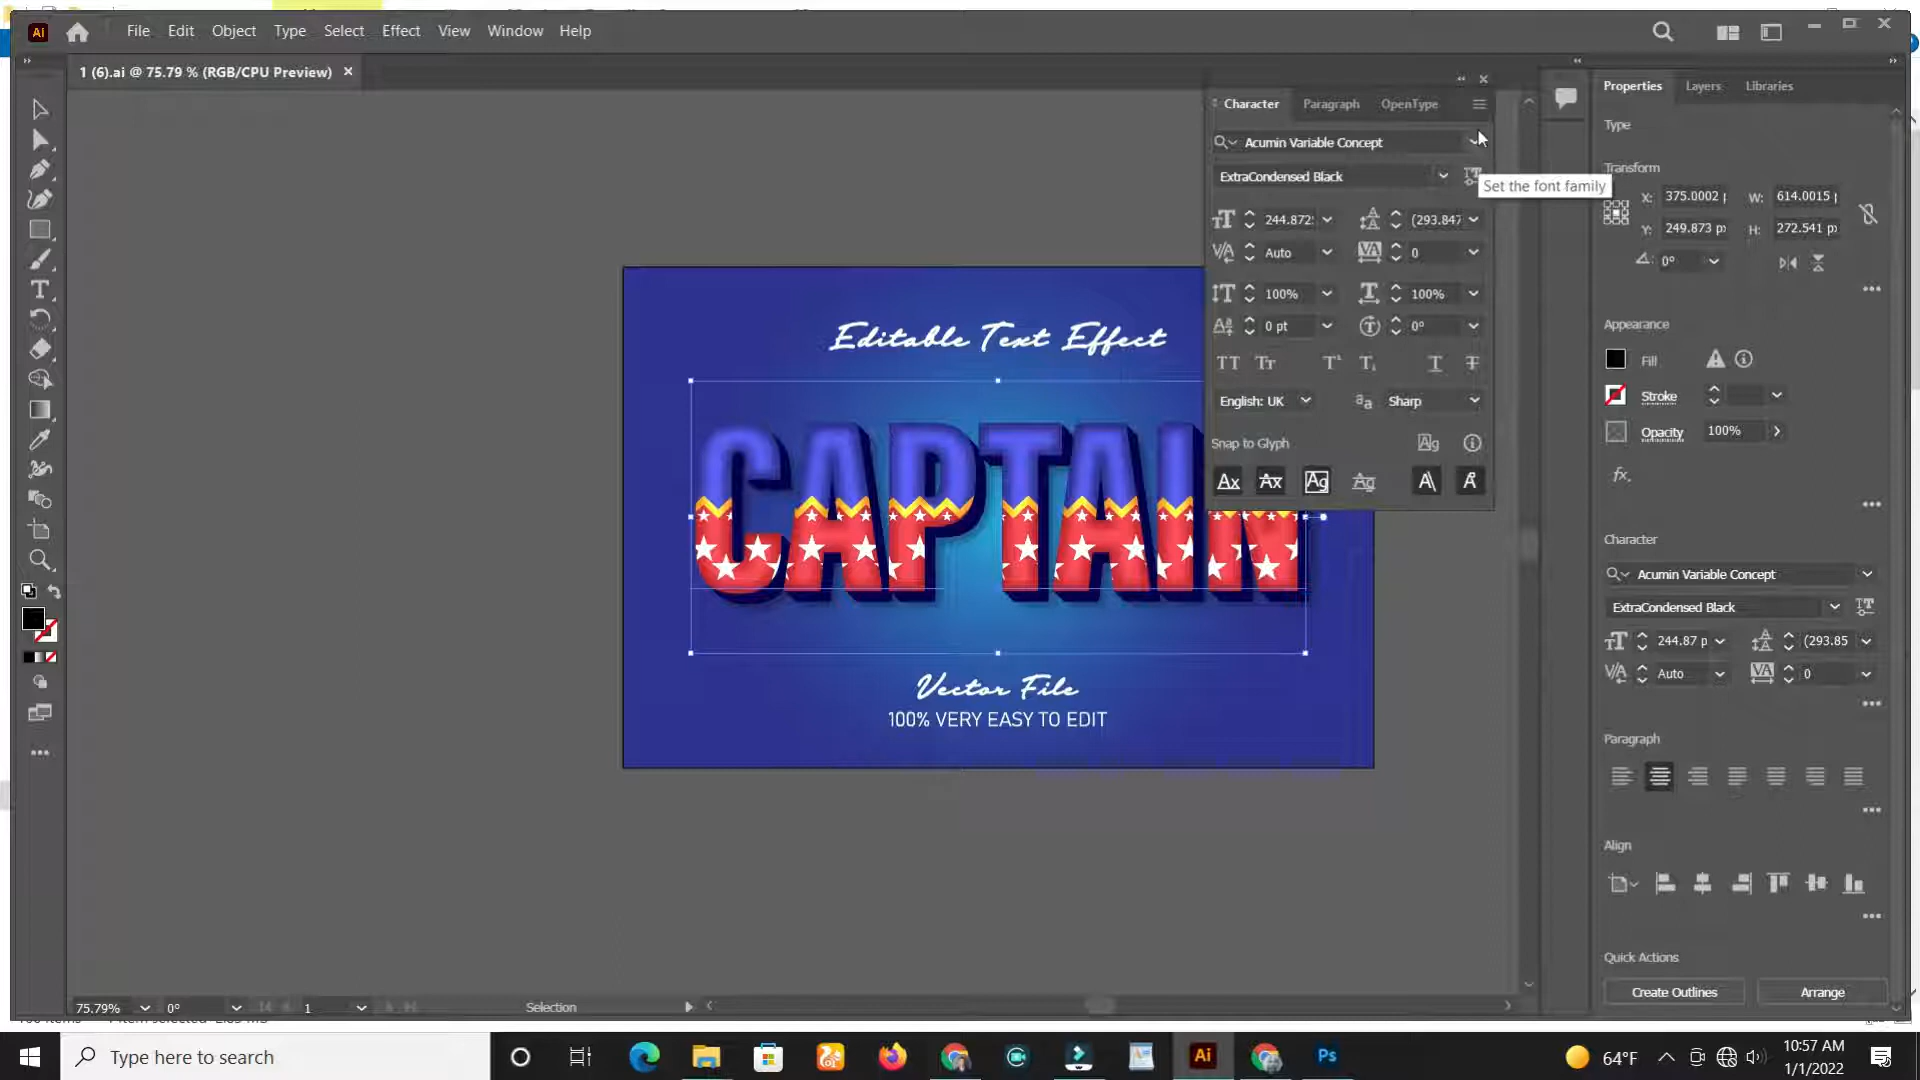 Ai File Edit Object Type Select Effect View Window Help
1 (6).ai @ 75.79 % (RGB/CPU Preview) ×
Character Paragraph OpenType
Acumin Variable Concept
ExtraCondensed Black
Set the font family
244.872 (293.847
Auto 0
100% 100%
0 pt 0°
English: UK Sharp
Snap to Glyph
Properties Layers Libraries
Type
Transform
X: 375.0002 W: 614.0015
Y: 249.873 px H: 272.541 px
0°
Appearance
Fill
Stroke
Opacity 100%
fx.
Character
Acumin Variable Concept
ExtraCondensed Black
244.87 p (293.85
Auto 0
Paragraph
Align
Quick Actions
Create Outlines Arrange
Editable Text Effect
CAPTAIN
Vector File
100% VERY EASY TO EDIT
75.79% 0° 1 Selection
Type here to search
Ai Ps
64°F
10:57 AM
1/1/2022